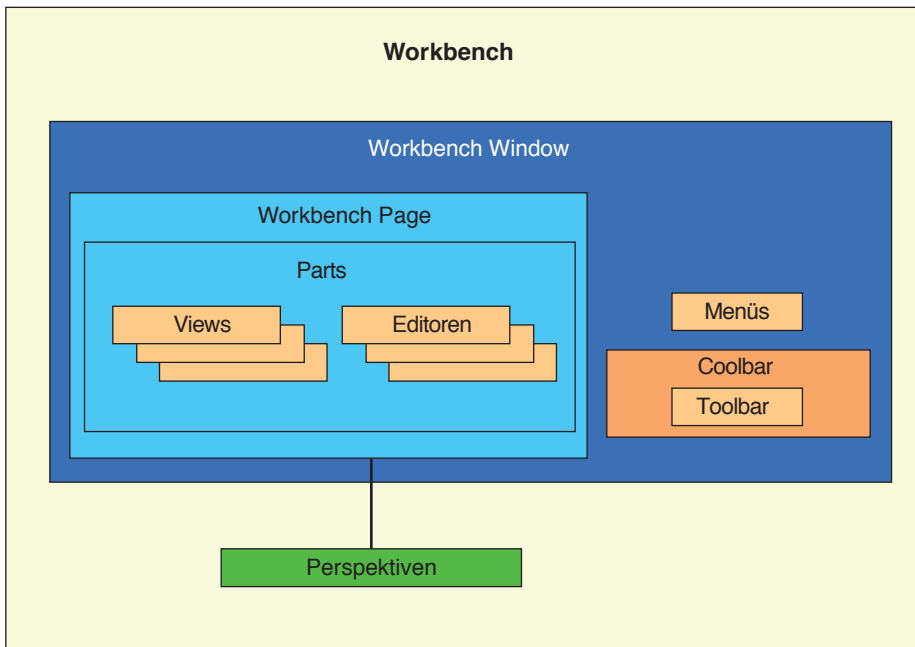 Workbench
Workbench Window
Workbench Page
Parts
Views
Editoren
Menüs
Coolbar
Toolbar
Perspektiven